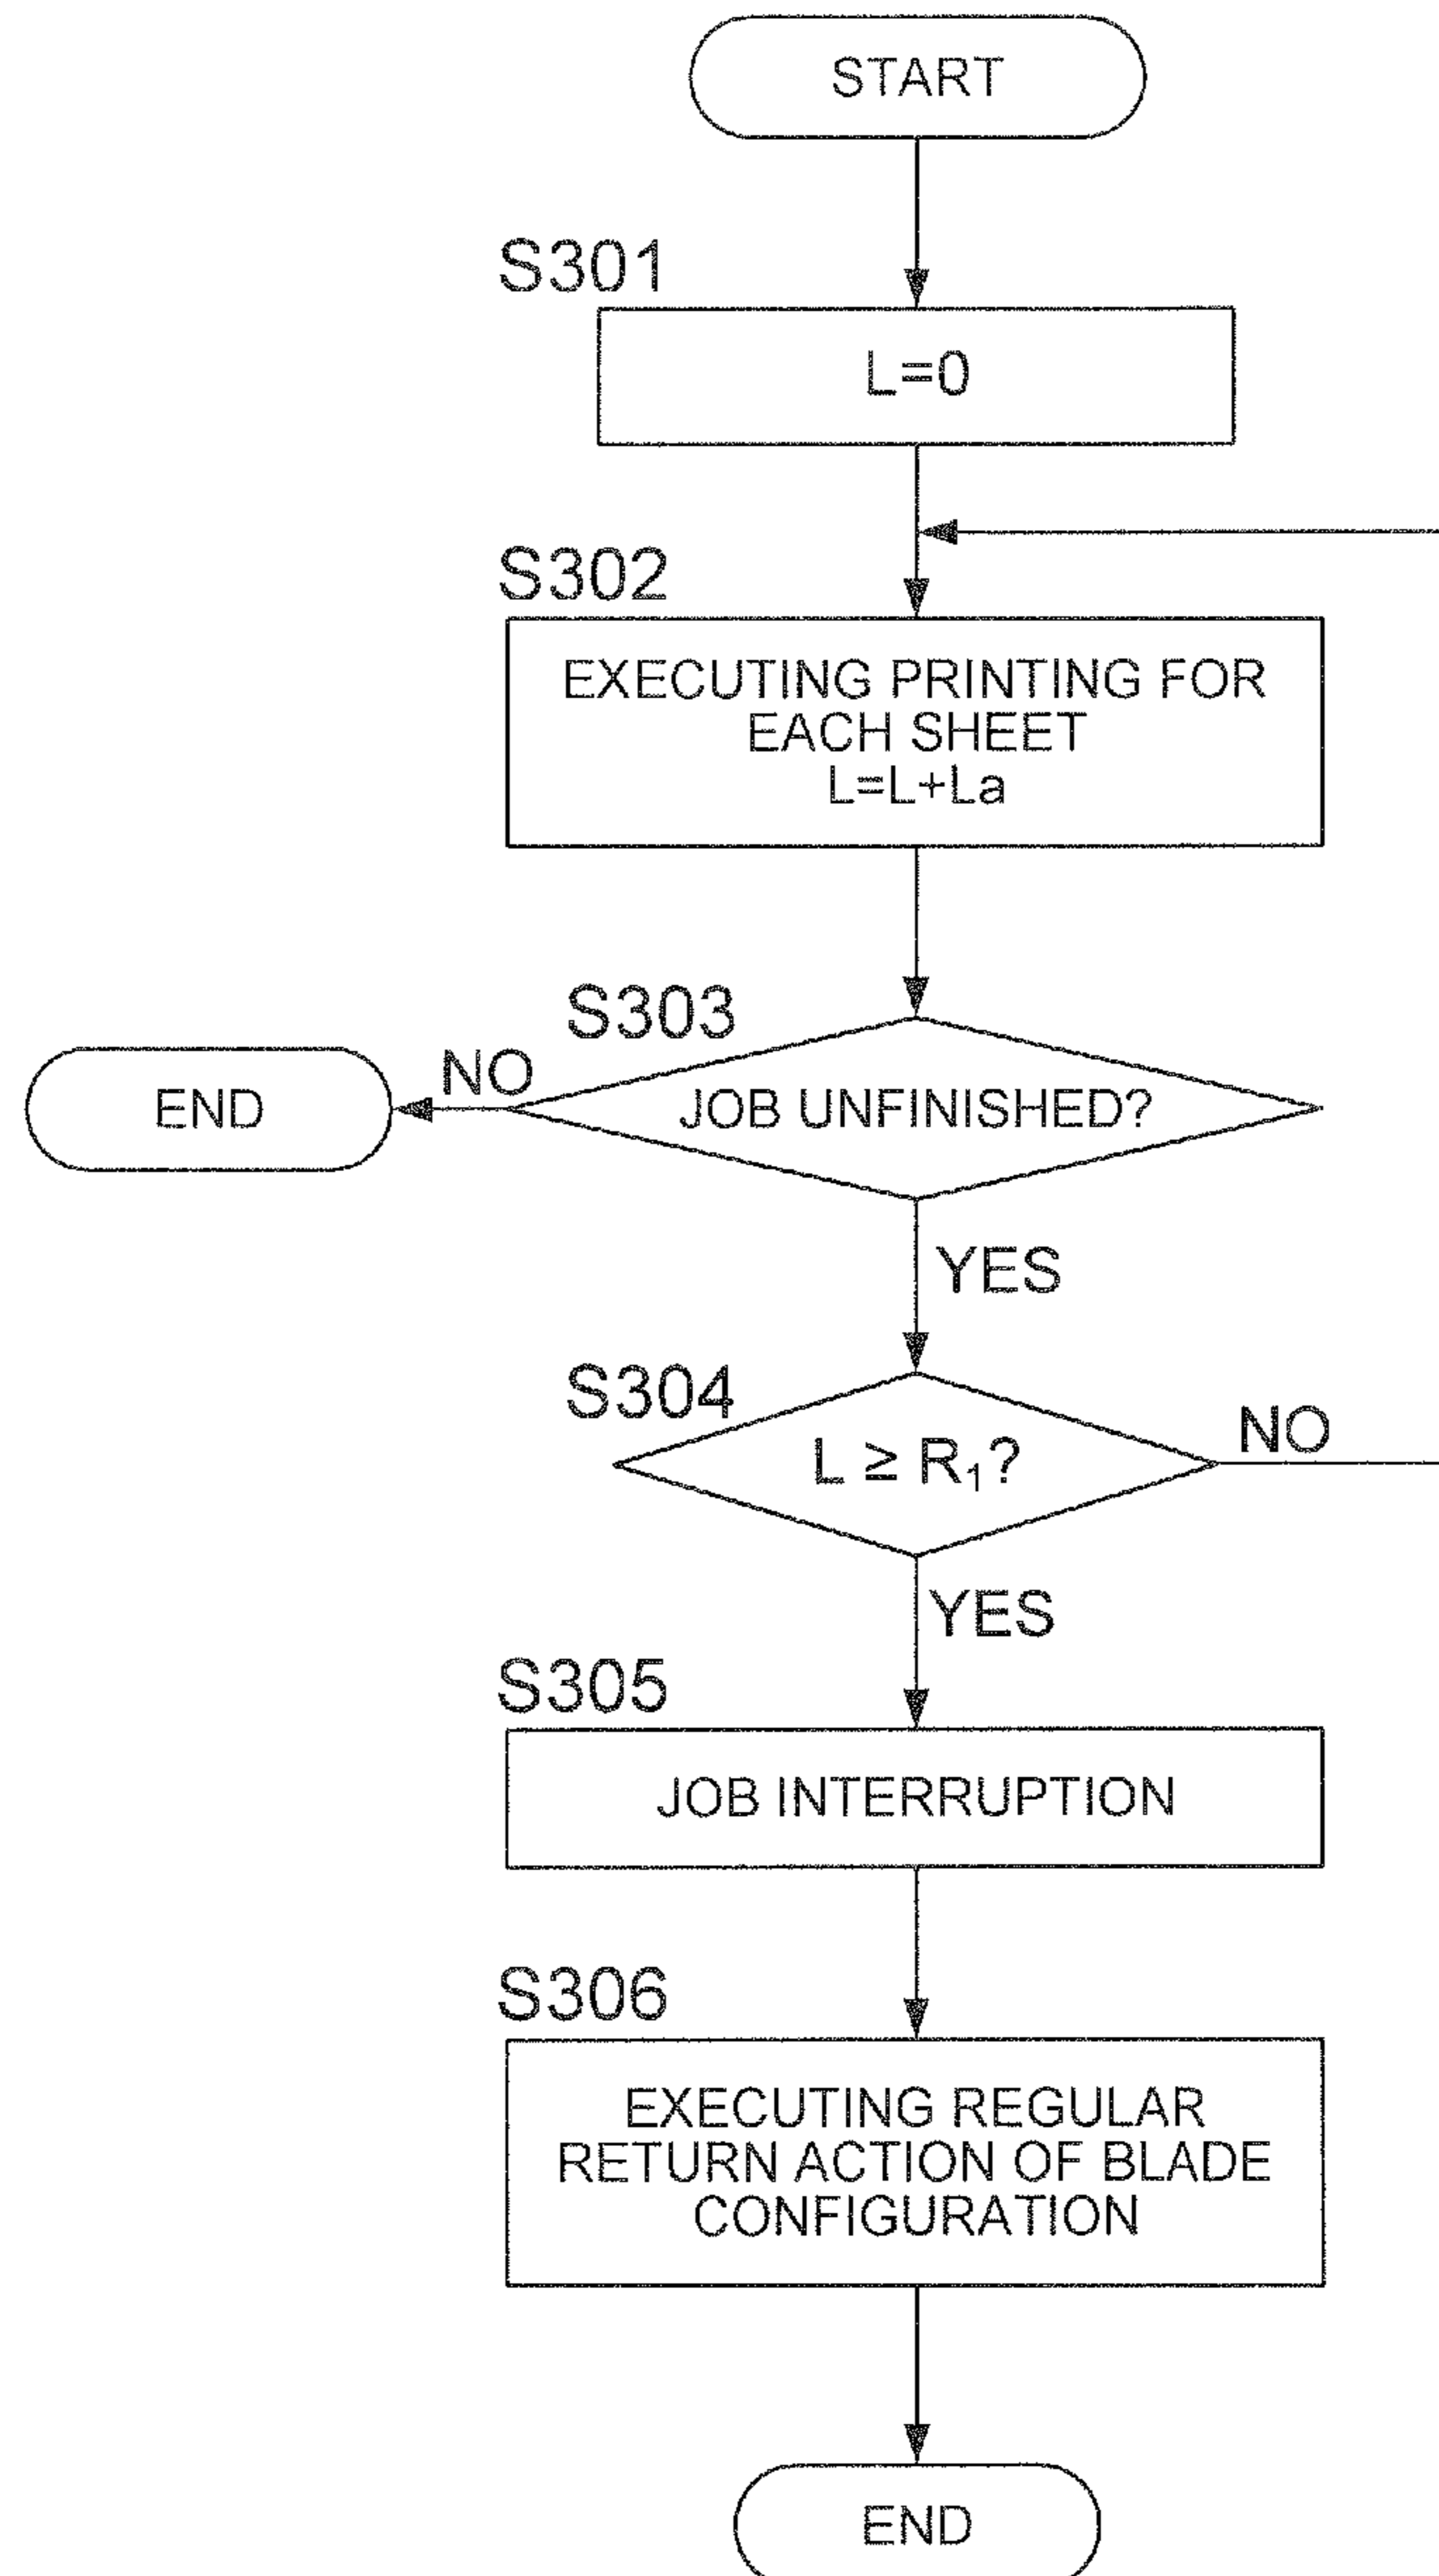 START
S301
L=0
S302
EXECUTING PRINTING FOR
EACH SHEET
L=L+La
S303
END
NO
JOB UNFINISHED?
YES
S304
L ≥ R₁?
NO
YES
S305
JOB INTERRUPTION
S306
EXECUTING REGULAR
RETURN ACTION OF BLADE
CONFIGURATION
END